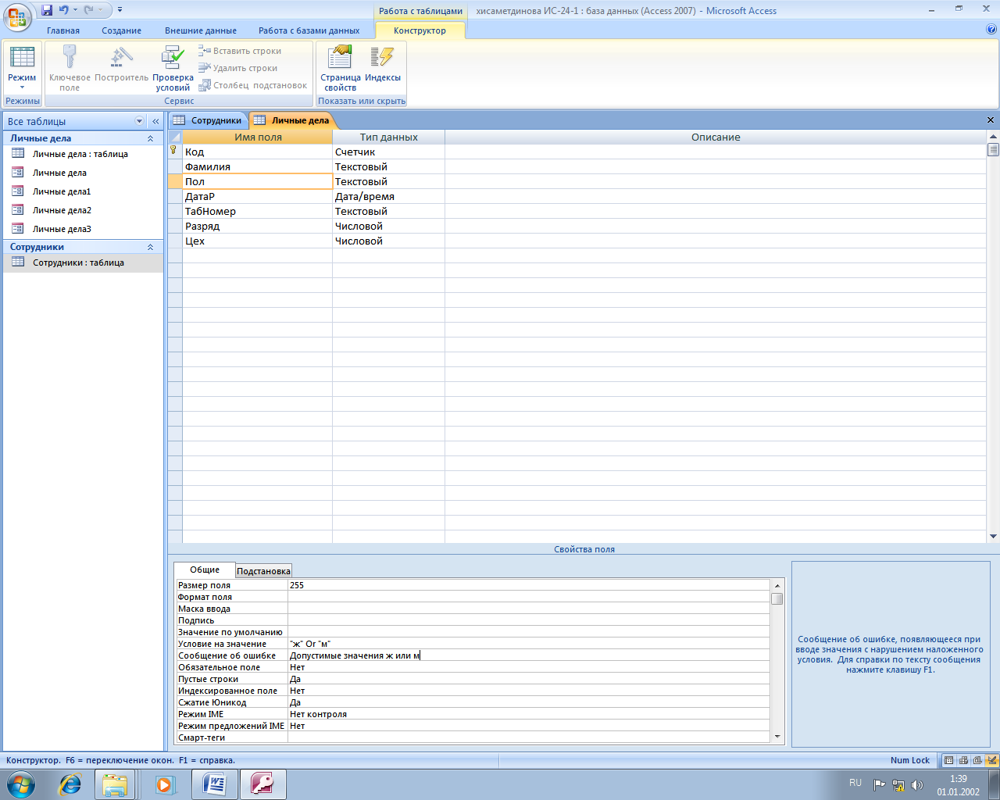 Работа с таблицами
хисаметдинова ИС-24-1 : база данных (Access 2007) - Microsoft Access
Главная Создание Внешние данные Работа с базами данных Конструктор
Режим
Ключевое поле
Построитель
Проверка условий
Вставить строки
Удалить строки
Столбец подстановок
Страница свойств
Индексы
Режимы Сервис Показать или скрыть
Все таблицы
Личные дела
Личные дела : таблица
Личные дела
Личные дела1
Личные дела2
Личные дела3
Сотрудники
Сотрудники : таблица
Сотрудники Личные дела
Имя поля Тип данных Описание
Код Счетчик
Фамилия Текстовый
Пол Текстовый
ДатаР Дата/время
ТабНомер Текстовый
Разряд Числовой
Цех Числовой
Свойства поля
Общие Подстановка
Размер поля 255
Формат поля
Маска ввода
Подпись
Значение по умолчанию
Условие на значение "ж" Or "м"
Сообщение об ошибке Допустимые значения ж или м
Обязательное поле Нет
Пустые строки Да
Индексированное поле Нет
Сжатие Юникод Да
Режим IME Нет контроля
Режим предложений IME Нет
Смарт-теги
Сообщение об ошибке, появляющееся при
вводе значения с нарушением наложенного
условия. Для справки по тексту сообщения
нажмите клавишу F1.
Конструктор. F6 = переключение окон. F1 = справка.
Num Lock
RU
1:39
01.01.2002